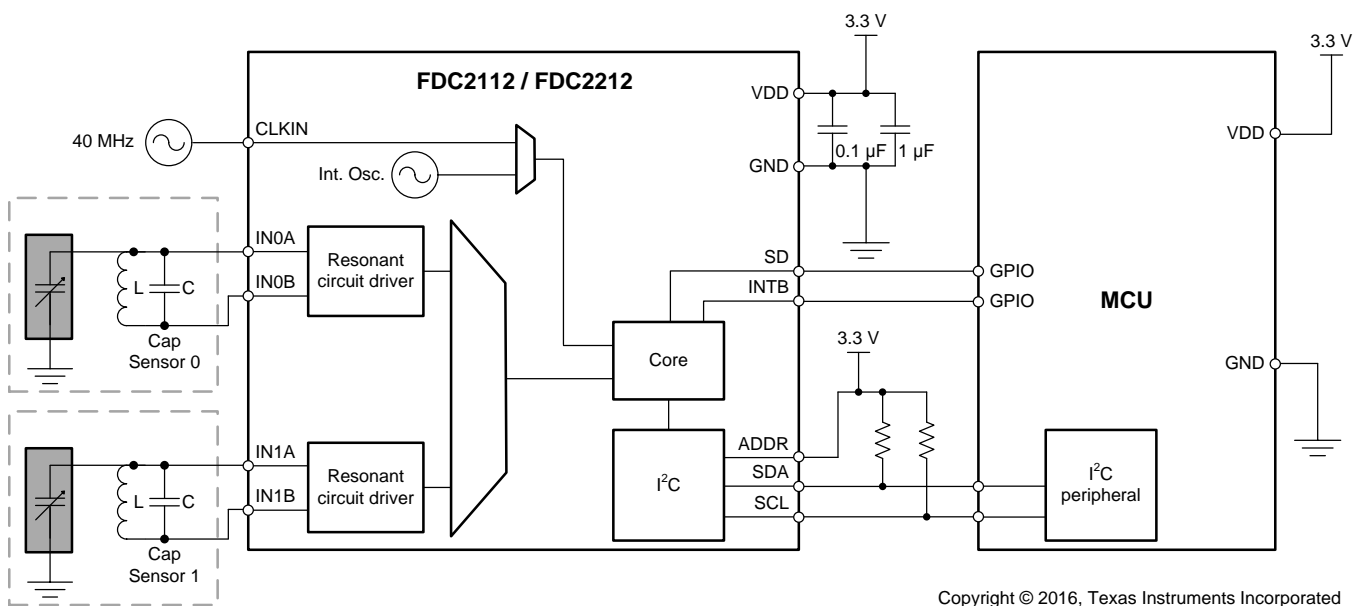 3.3 V
3.3 V
FDC2112 / FDC2212
VDD
CLKIN
40 MHz
VDD
0.1 µF
1 µF
Int. Osc.
GND
IN0A
Resonant
circuit driver
SD
GPIO
IN0B
L
C
INTB
GPIO
MCU
Cap
Sensor 0
3.3 V
Core
GND
IN1A
Resonant
circuit driver
ADDR
I²C
SDA
I²C
peripheral
IN1B
L
C
SCL
Cap
Sensor 1
Copyright © 2016, Texas Instruments Incorporated